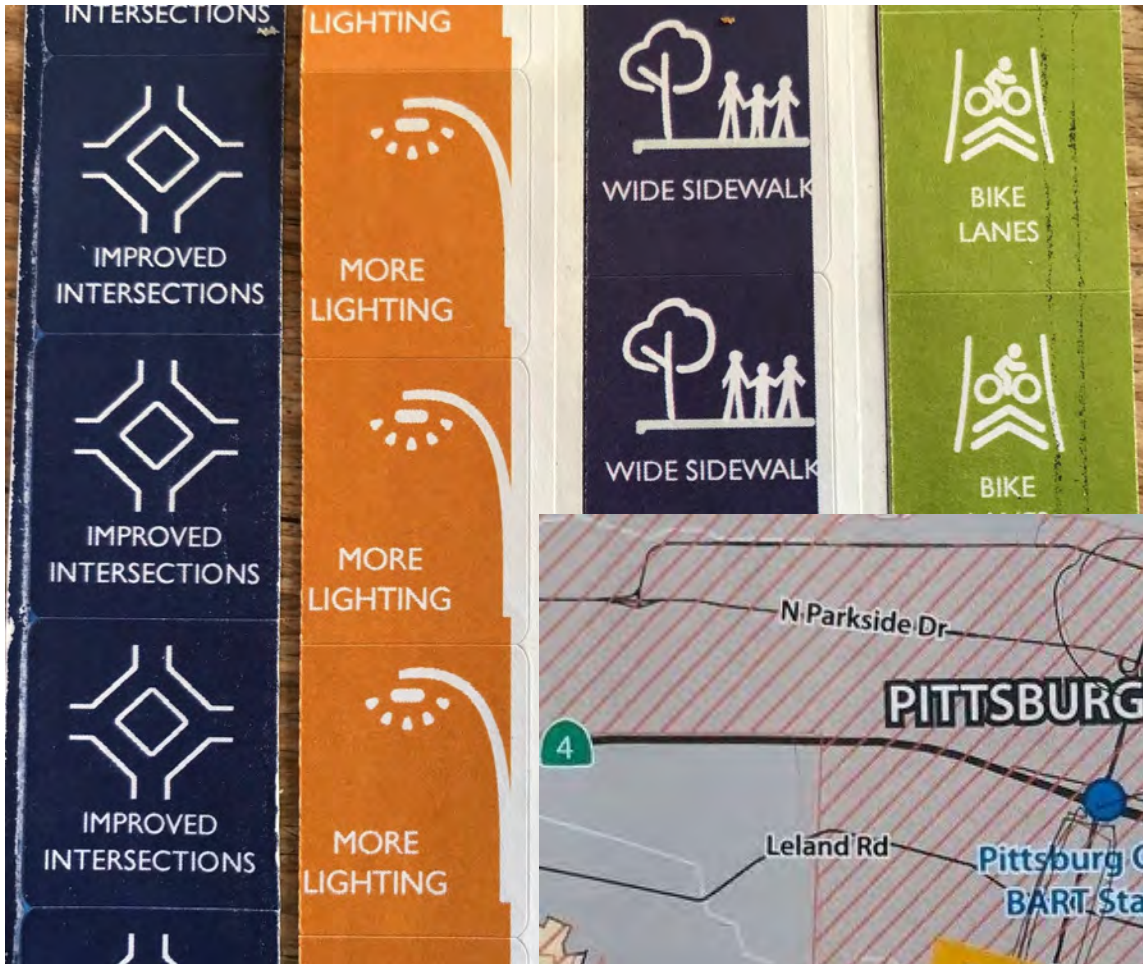 INTERSECTIONS
IMPROVED
INTERSECTIONS
IMPROVED
INTERSECTIONS
IMPROVED
INTERSECTIONS
LIGHTING
MORE
LIGHTING
MORE
LIGHTING
MORE
LIGHTING
WIDE SIDEWALK
WIDE SIDEWALK
BIKE
LANES
BIKE
N Parkside Dr
PITTSBURG
4
Leland Rd
Pittsburg
BART